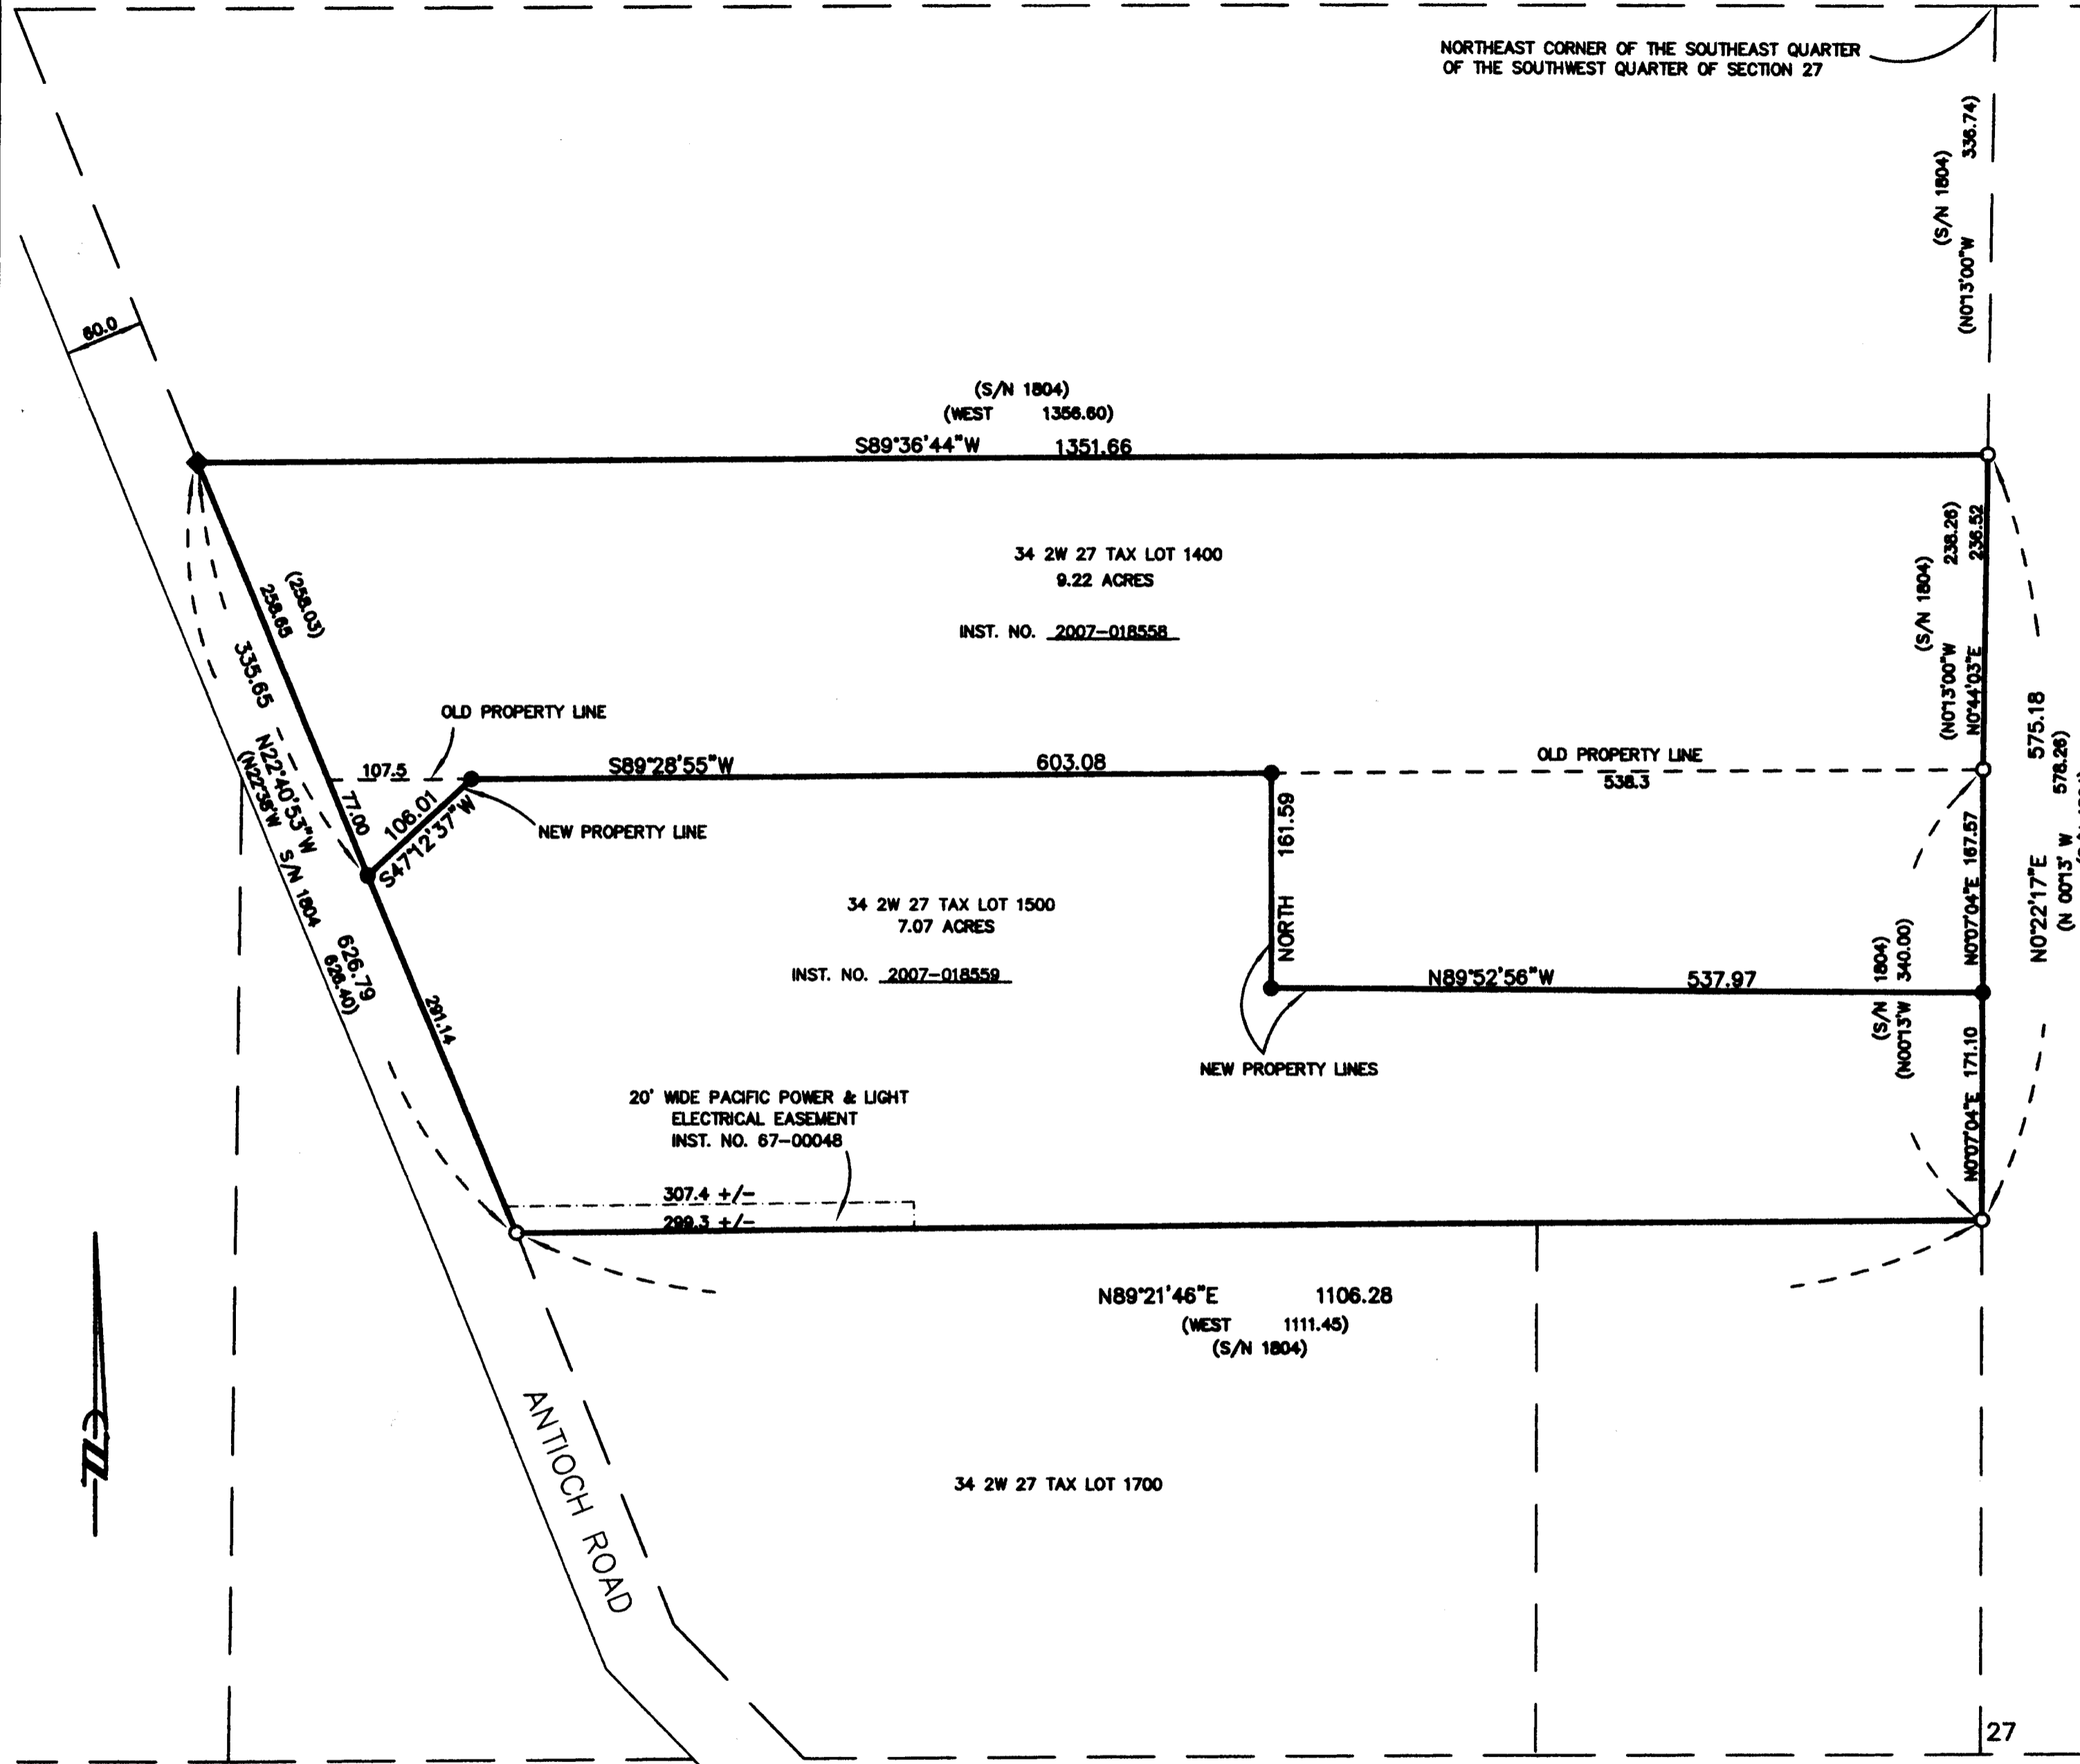 NORTHEAST CORNER OF THE SOUTHEAST QUARTER
OF THE SOUTHWEST QUARTER OF SECTION 27
(S/N 1804)
(N0°13'00"W 336.74)
60.0
(S/N 1804)
(WEST 1356.60)
S89°36'44"W 1351.66
34 2W 27 TAX LOT 1400
9.22 ACRES
INST. NO. 2007-018558
(S/N 1804)
(N0°13'00"W 238.26)
N0°44'03"E 236.52
(258.03)
258.65
335.65
N22°40'53"W
(N22°38'W
S/N 1804
626.79
626.40)
OLD PROPERTY LINE
107.5
77.00
S89°28'55"W 603.08
OLD PROPERTY LINE
538.3
106.01
S47°12'37"W
NEW PROPERTY LINE
NORTH 161.59
N0°07'04"E 167.57
N0°22'17"E 575.18
(N 00°13' W 578.26)
34 2W 27 TAX LOT 1500
7.07 ACRES
INST. NO. 2007-018559
N89°52'56"W 537.97
(S/N 1804)
(N00°13'W 340.00)
291.14
NEW PROPERTY LINES
N0°07'04"E 171.10
20' WIDE PACIFIC POWER & LIGHT
ELECTRICAL EASEMENT
INST. NO. 67-00048
307.4 +/-
299.3 +/-
N89°21'46"E 1106.28
(WEST 1111.45)
(S/N 1804)
ANTIOCH ROAD
34 2W 27 TAX LOT 1700
27